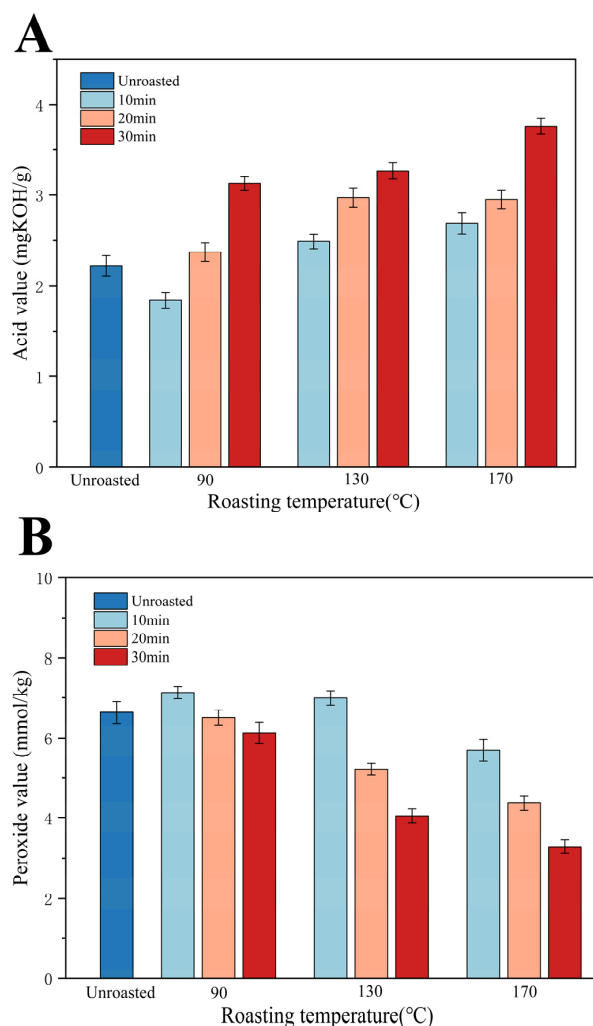 A
Unroasted
10min
20min
30min
4
3
2
1
0
Acid value (mgKOH/g)
Unroasted 90 130 170
Roasting temperature(℃)
B
10
Unroasted
10min
20min
30min
8
6
4
2
0
Peroxide value (mmol/kg)
Unroasted 90 130 170
Roasting temperature(℃)